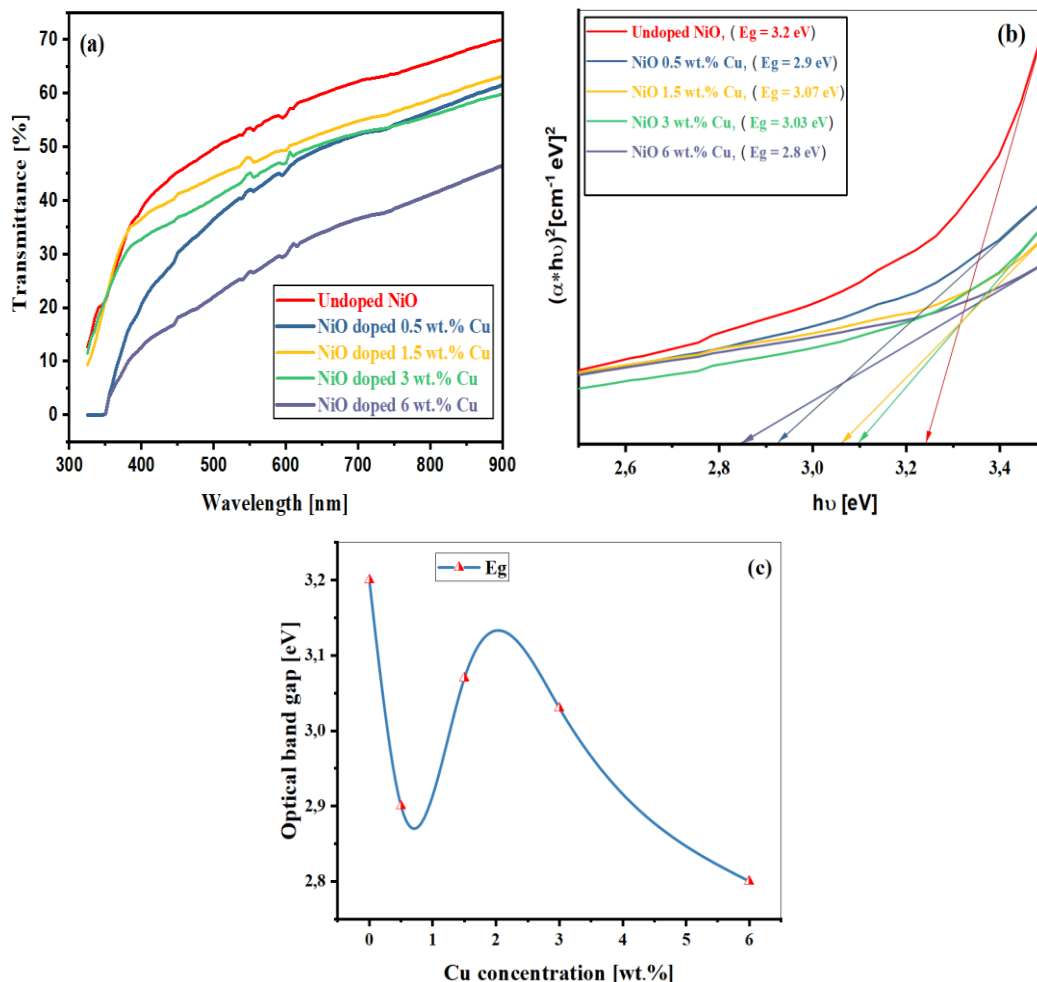 (a)
70
60
50
40
30
20
10
0
Transmittance [%]
Undoped NiO
NiO doped 0.5 wt.% Cu
NiO doped 1.5 wt.% Cu
NiO doped 3 wt.% Cu
NiO doped 6 wt.% Cu
300 400 500 600 700 800 900
Wavelength [nm]
(b)
Undoped NiO, ( Eg = 3.2 eV)
NiO 0.5 wt.% Cu, ( Eg = 2.9 eV)
NiO 1.5 wt.% Cu, ( Eg = 3.07 eV)
NiO 3 wt.% Cu, ( Eg = 3.03 eV)
NiO 6 wt.% Cu, ( Eg = 2.8 eV)
(α*hυ)² [cm⁻¹ eV]²
2,6 2,8 3,0 3,2 3,4
hυ [eV]
(c)
Eg
3,2
3,1
3,0
2,9
2,8
Optical band gap [eV]
0 1 2 3 4 5 6
Cu concentration [wt.%]